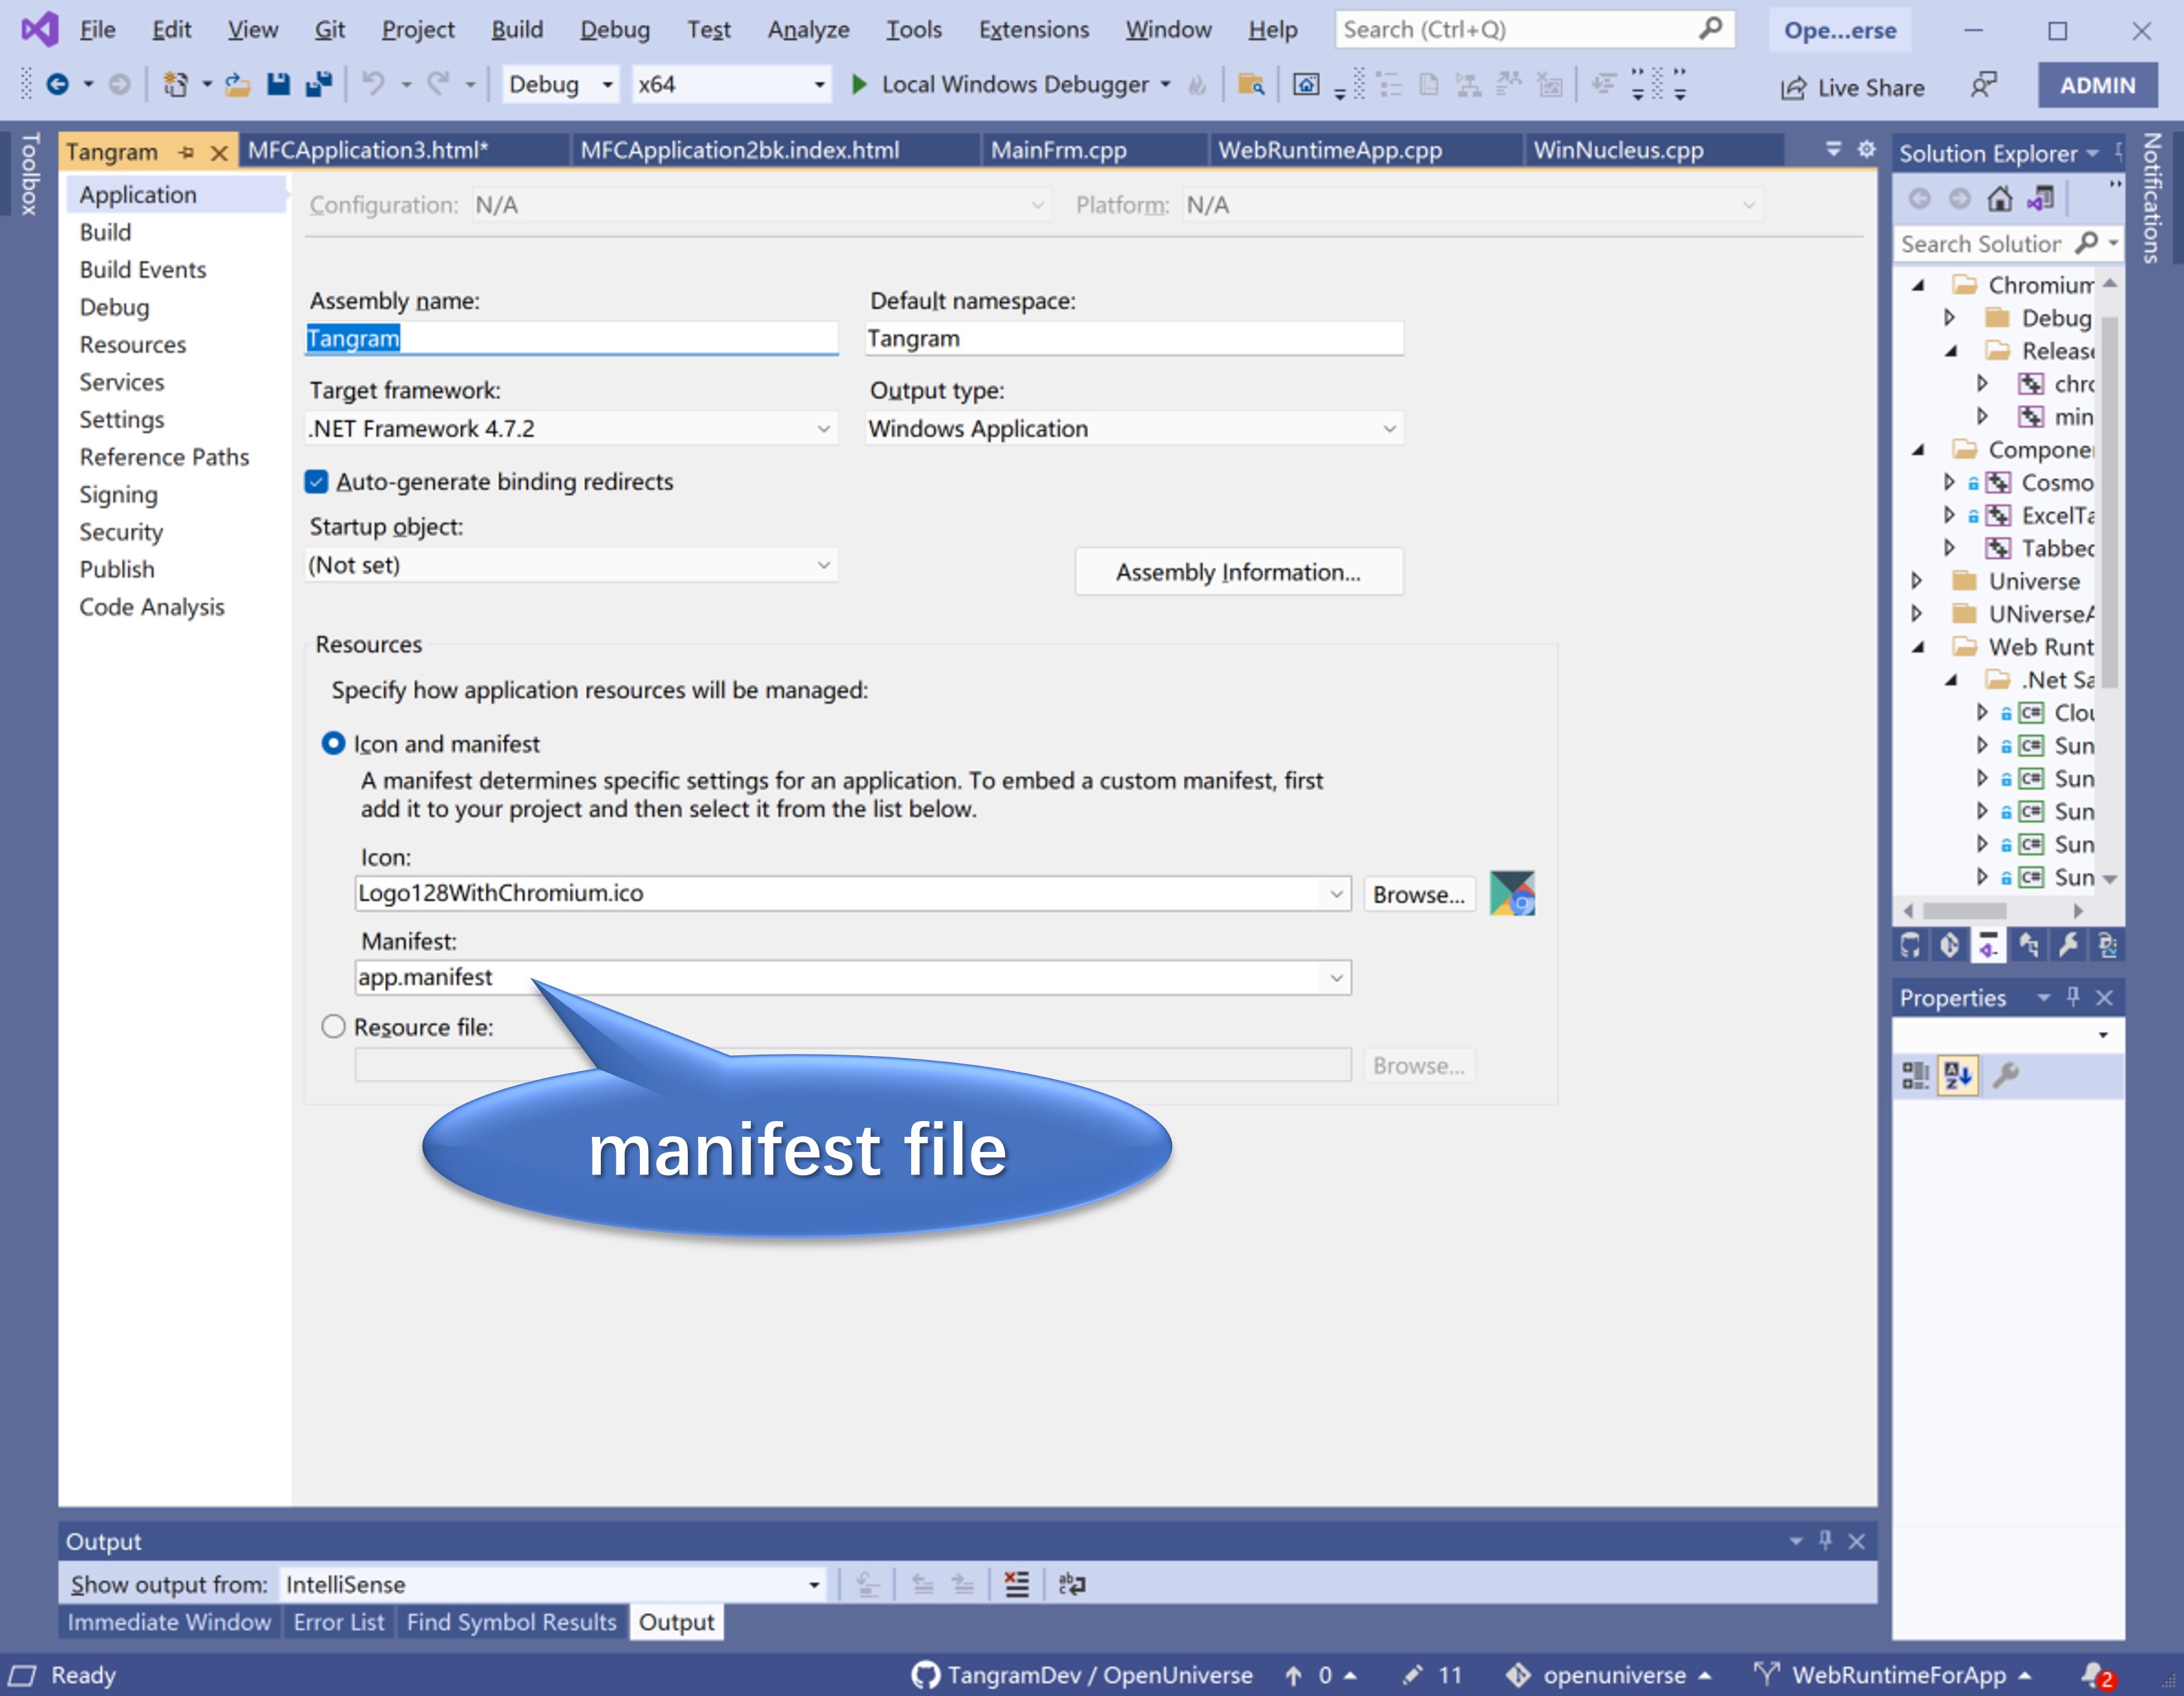 File Edit View Git Project Build Debug Test Analyze Tools Extensions Window Help Search (Ctrl+Q) Ope...erse
Debug x64 Local Windows Debugger Live Share ADMIN
Toolbox
Tangram MFCApplication3.html* MFCApplication2bk.index.html MainFrm.cpp WebRuntimeApp.cpp WinNucleus.cpp
Application
Build
Build Events
Debug
Resources
Services
Settings
Reference Paths
Signing
Security
Publish
Code Analysis
Configuration: N/A Platform: N/A
Assembly name: Default namespace:
Tangram Tangram
Target framework: Output type:
.NET Framework 4.7.2 Windows Application
Auto-generate binding redirects
Startup object:
(Not set) Assembly Information...
Resources
Specify how application resources will be managed:
Icon and manifest
A manifest determines specific settings for an application. To embed a custom manifest, first
add it to your project and then select it from the list below.
Icon:
Logo128WithChromium.ico Browse...
Manifest:
app.manifest
Resource file:
Browse...
manifest file
Solution Explorer
Search Solution
Chromium
Debug
Release
chro
min
Compone
Cosmo
ExcelTa
Tabbed
Universe
UNiverseA
Web Runt
.Net Sa
C# Clou
C# Sun
C# Sun
C# Sun
C# Sun
C# Sun
Properties
Notifications
Output
Show output from: IntelliSense
Immediate Window Error List Find Symbol Results Output
Ready TangramDev / OpenUniverse 0 11 openuniverse WebRuntimeForApp 2